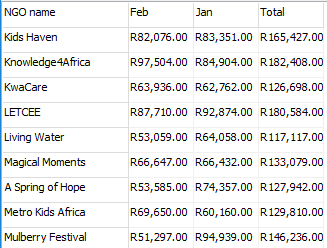 NGO name Feb Jan Total
Kids Haven R82,076.00 R83,351.00 R165,427.00
Knowledge4Africa R97,504.00 R84,904.00 R182,408.00
KwaCare R63,936.00 R62,762.00 R126,698.00
LETCEE R87,710.00 R92,874.00 R180,584.00
Living Water R53,059.00 R64,058.00 R117,117.00
Magical Moments R66,647.00 R66,432.00 R133,079.00
A Spring of Hope R53,585.00 R74,357.00 R127,942.00
Metro Kids Africa R69,650.00 R60,160.00 R129,810.00
Mulberry Festival R51,297.00 R94,939.00 R146,236.00